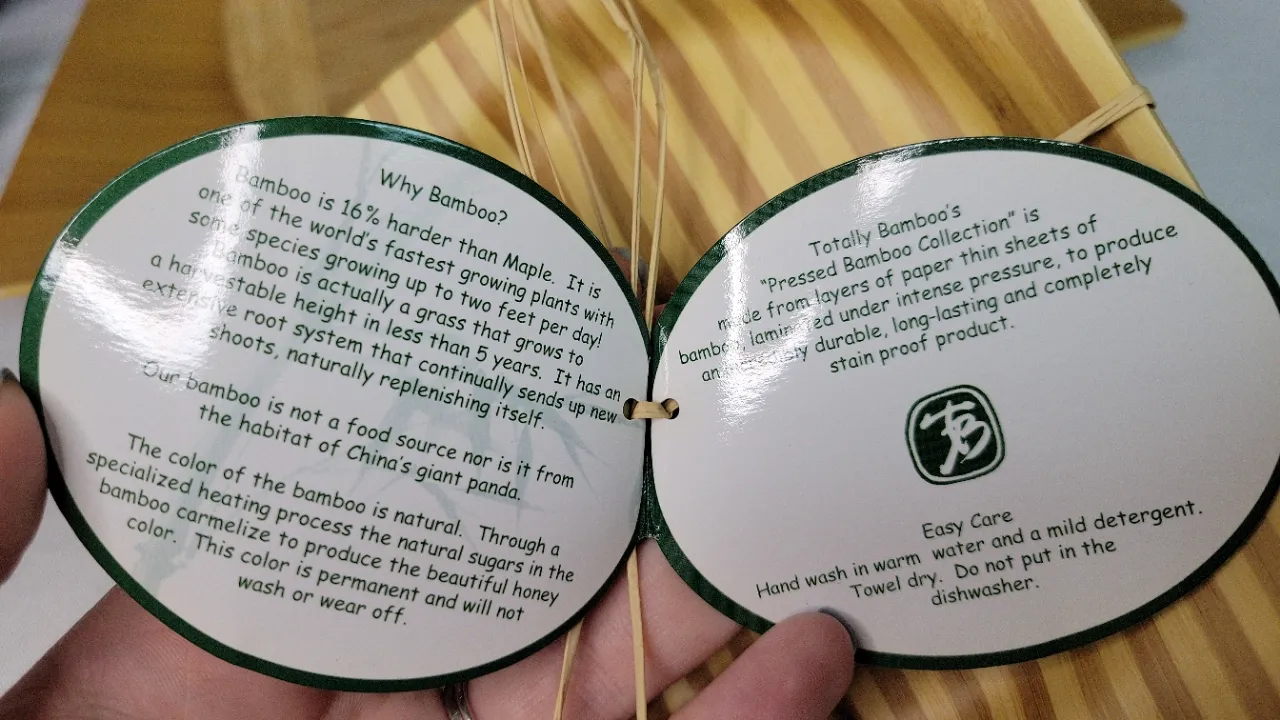 Why Bamboo?
Bamboo is 16% harder than Maple. It is
one of the world's fastest growing plants with
some species growing up to two feet per day!
Bamboo is actually a grass that grows to
a harvestable height in less than 5 years. It has an
extensive root system that continually sends up new
shoots, naturally replenishing itself.
Our bamboo is not a food source nor is it from
the habitat of China's giant panda.
The color of the bamboo is natural. Through a
specialized heating process the natural sugars in the
bamboo carmelize to produce the beautiful honey
color. This color is permanent and will not
wash or wear off.
Totally Bamboo's
"Pressed Bamboo Collection" is
made from layers of paper thin sheets of
bamboo, laminated under intense pressure, to produce
an durable, long-lasting and completely
stain proof product.
TB
Easy Care
Hand wash in warm water and a mild detergent.
Towel dry. Do not put in the
dishwasher.